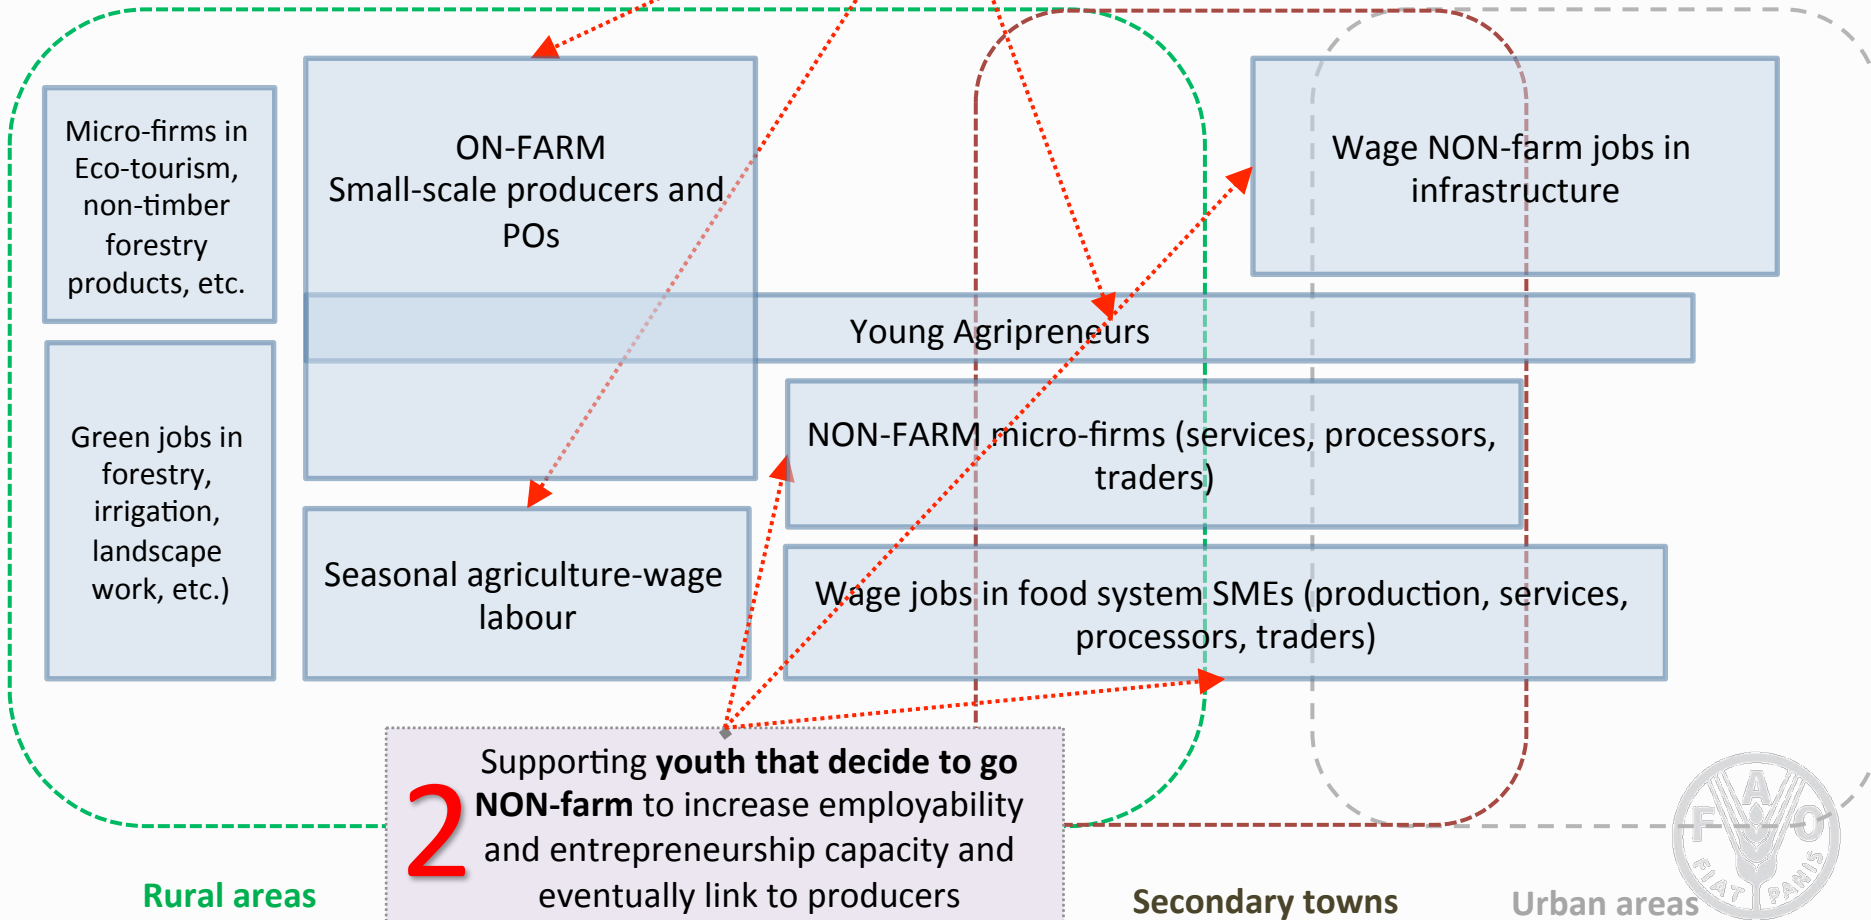 Micro-firms in
Eco-tourism,
non-timber
forestry
products, etc.
ON-FARM
Small-scale producers and
POs
Wage NON-farm jobs in
infrastructure
Young Agripreneurs
Green jobs in
forestry,
irrigation,
landscape
work, etc.)
NON-FARM micro-firms (services, processors,
traders)
Seasonal agriculture-wage
labour
Wage jobs in food system SMEs (production, services,
processors, traders)
2
Supporting youth that decide to go
NON-farm to increase employability
and entrepreneurship capacity and
eventually link to producers
Rural areas
Secondary towns
Urban areas
FAO
FIAT PANIS